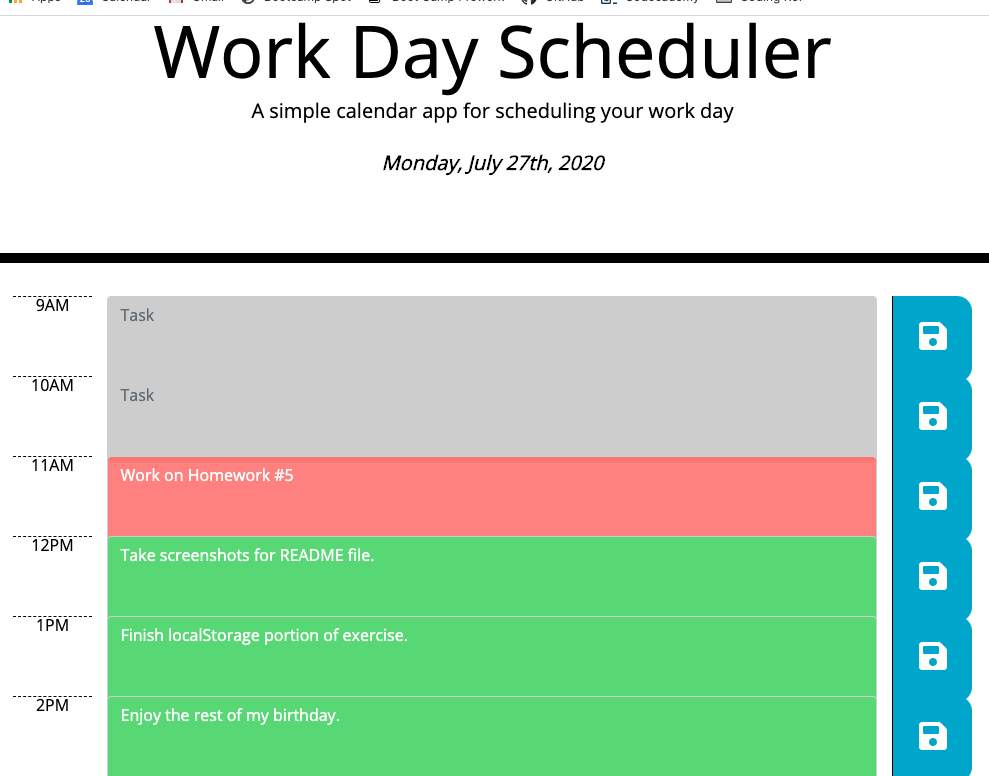 Work Day Scheduler
A simple calendar app for scheduling your work day
Monday, July 27th, 2020
9AM
Task
10AM
Task
11AM
Work on Homework #5
12PM
Take screenshots for README file.
1PM
Finish localStorage portion of exercise.
2PM
Enjoy the rest of my birthday.